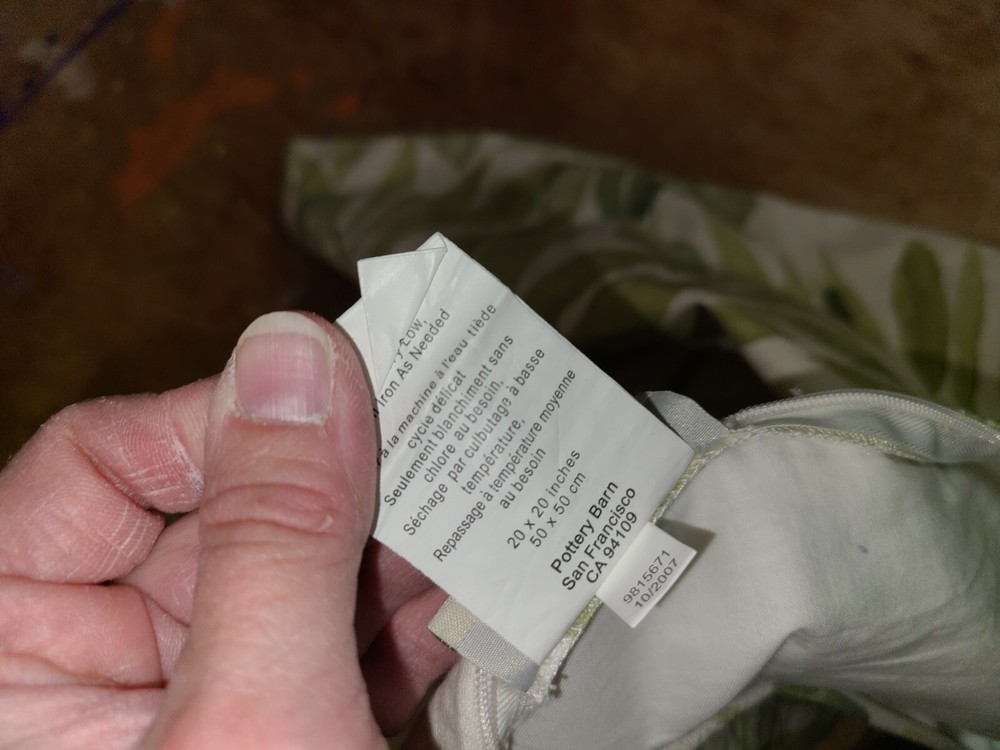 Low,
Iron As Needed
à la machine à l'eau tiède
cycle délicat
Seulement blanchiment sans
chlore au besoin.
Séchage par culbutage à basse
température,
Repassage à température moyenne
au besoin
20 x 20 inches
50 x 50 cm
Pottery Barn
San Francisco
CA 94109
9815671
10/2007